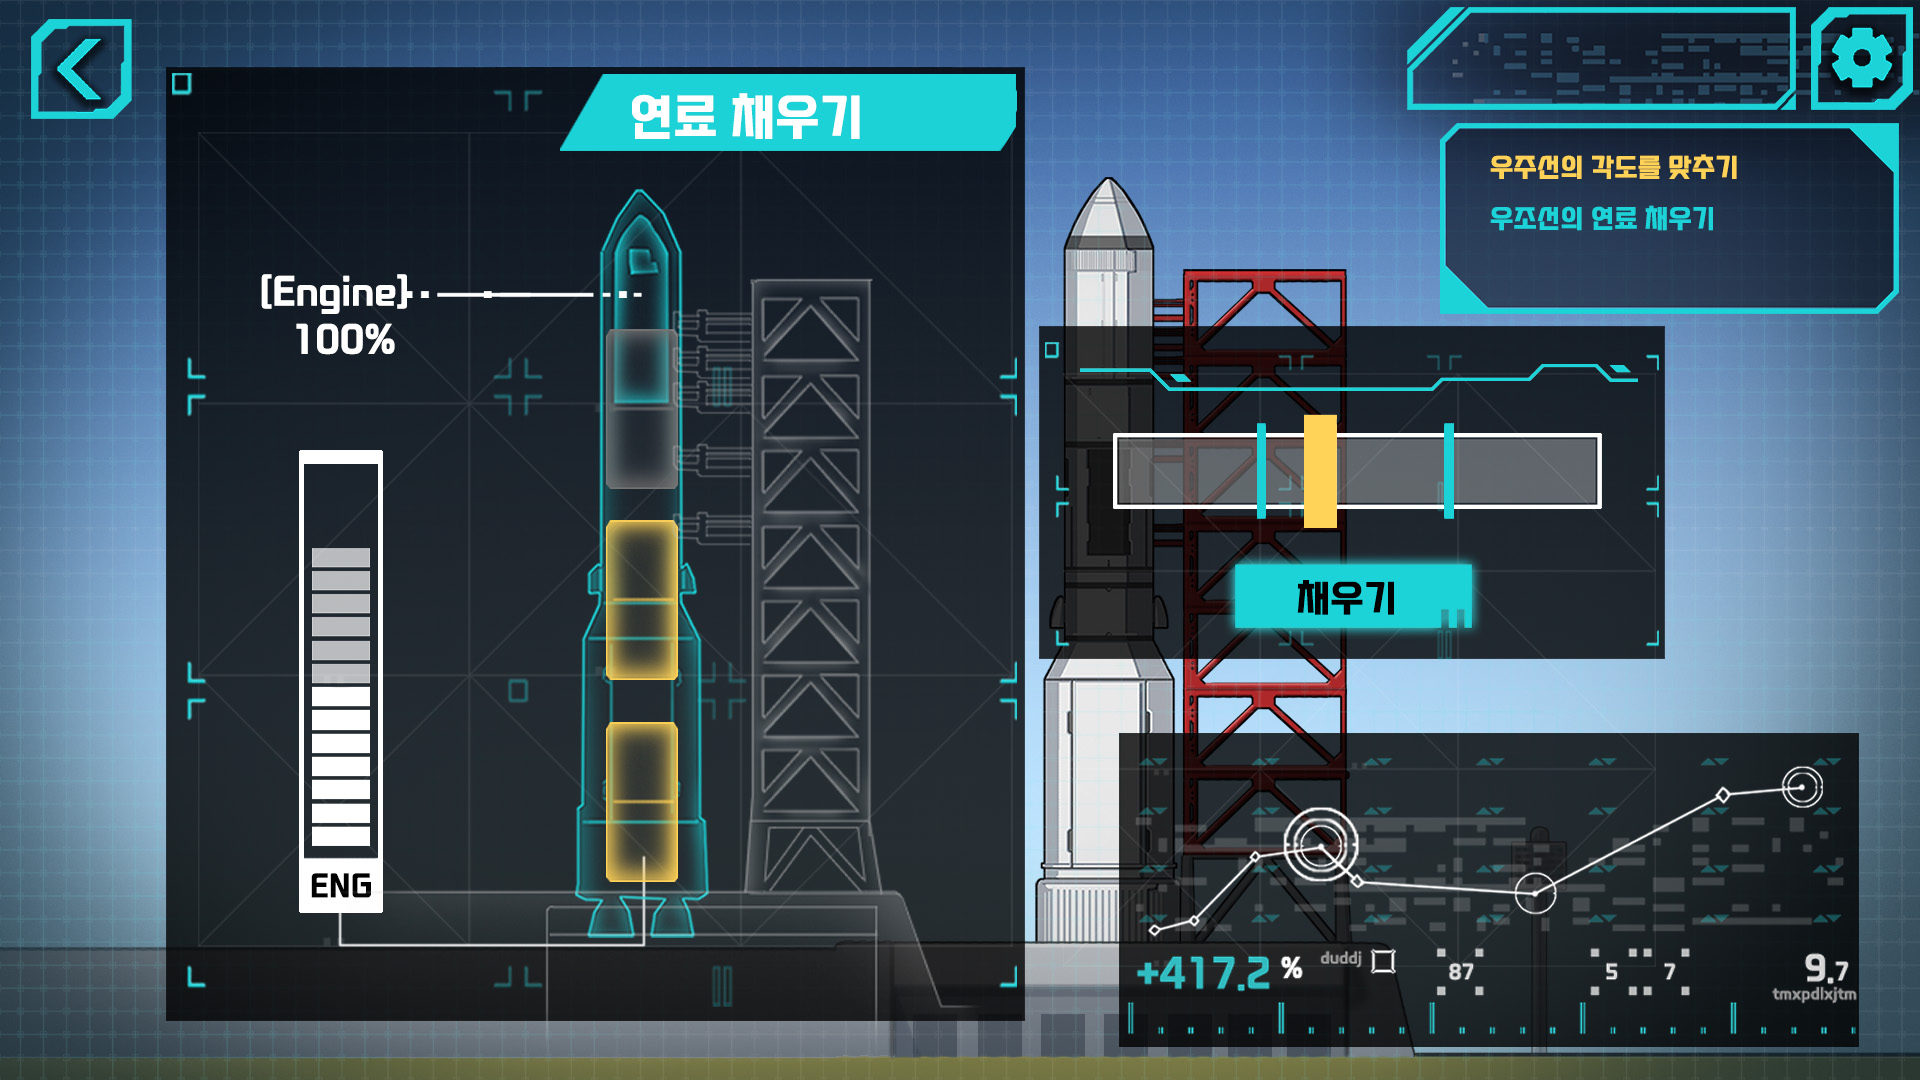 연료 채우기
우주선의 각도를 맞추기
우조선의 연료 채우기
[Engine]
100%
채우기
ENG
+417.2 %
duddj
87
5 7
9.7
tmxpdlxjtm